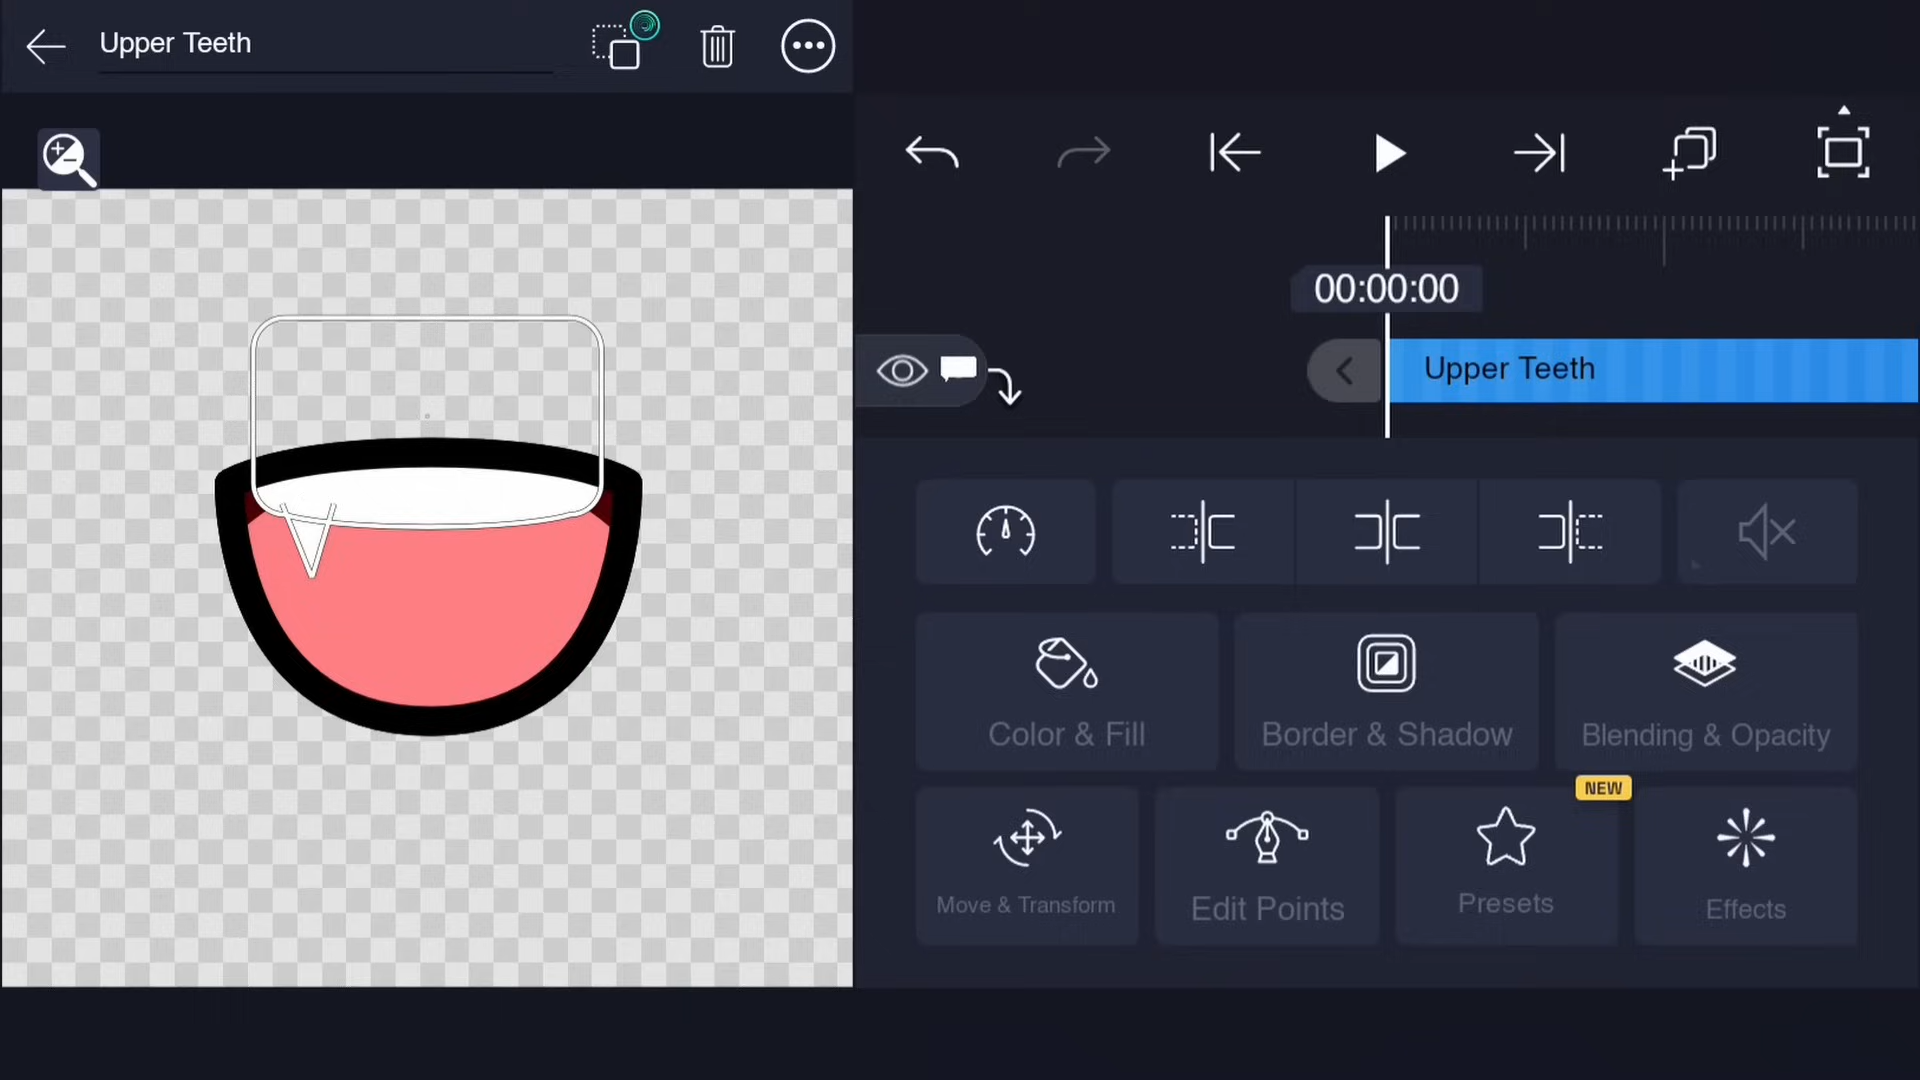 Upper Teeth
00:00:00
Upper Teeth
Color & Fill
Border & Shadow
Blending & Opacity
NEW
Move & Transform
Edit Points
Presets
Effects